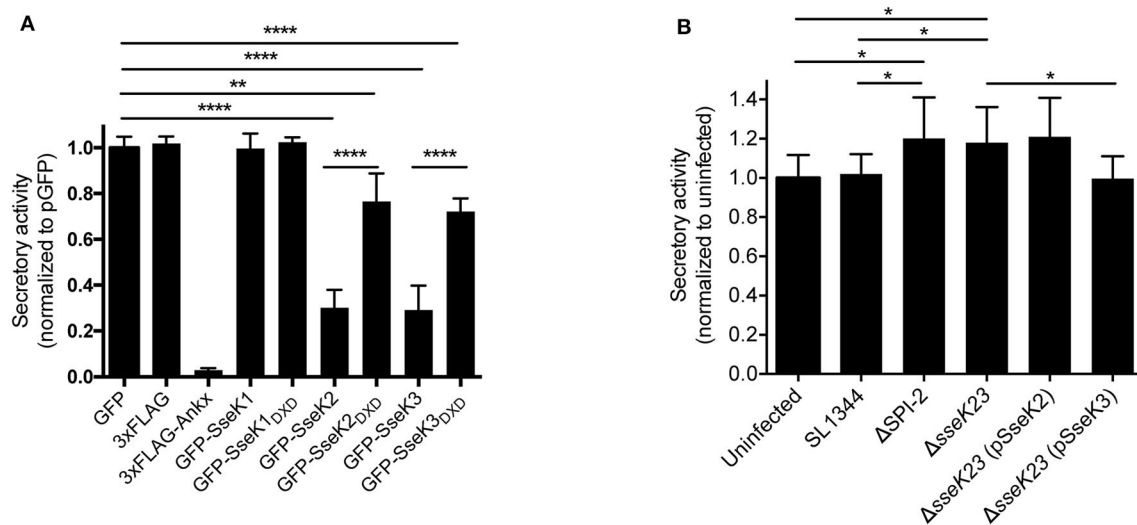 A
****
****
**
****
****
****
Secretory activity
(normalized to pGFP)
1.0
0.8
0.6
0.4
0.2
0.0
GFP
3xFLAG
3xFLAG-Ankx
GFP-SseK1
GFP-SseK1DXD
GFP-SseK2
GFP-SseK2DXD
GFP-SseK3
GFP-SseK3DXD
B
*
*
*
*
*
Secretory activity
(normalized to uninfected)
1.4
1.2
1.0
0.8
0.6
0.4
0.2
0.0
Uninfected
SL1344
ΔSPI-2
ΔsseK23
ΔsseK23 (pSseK2)
ΔsseK23 (pSseK3)